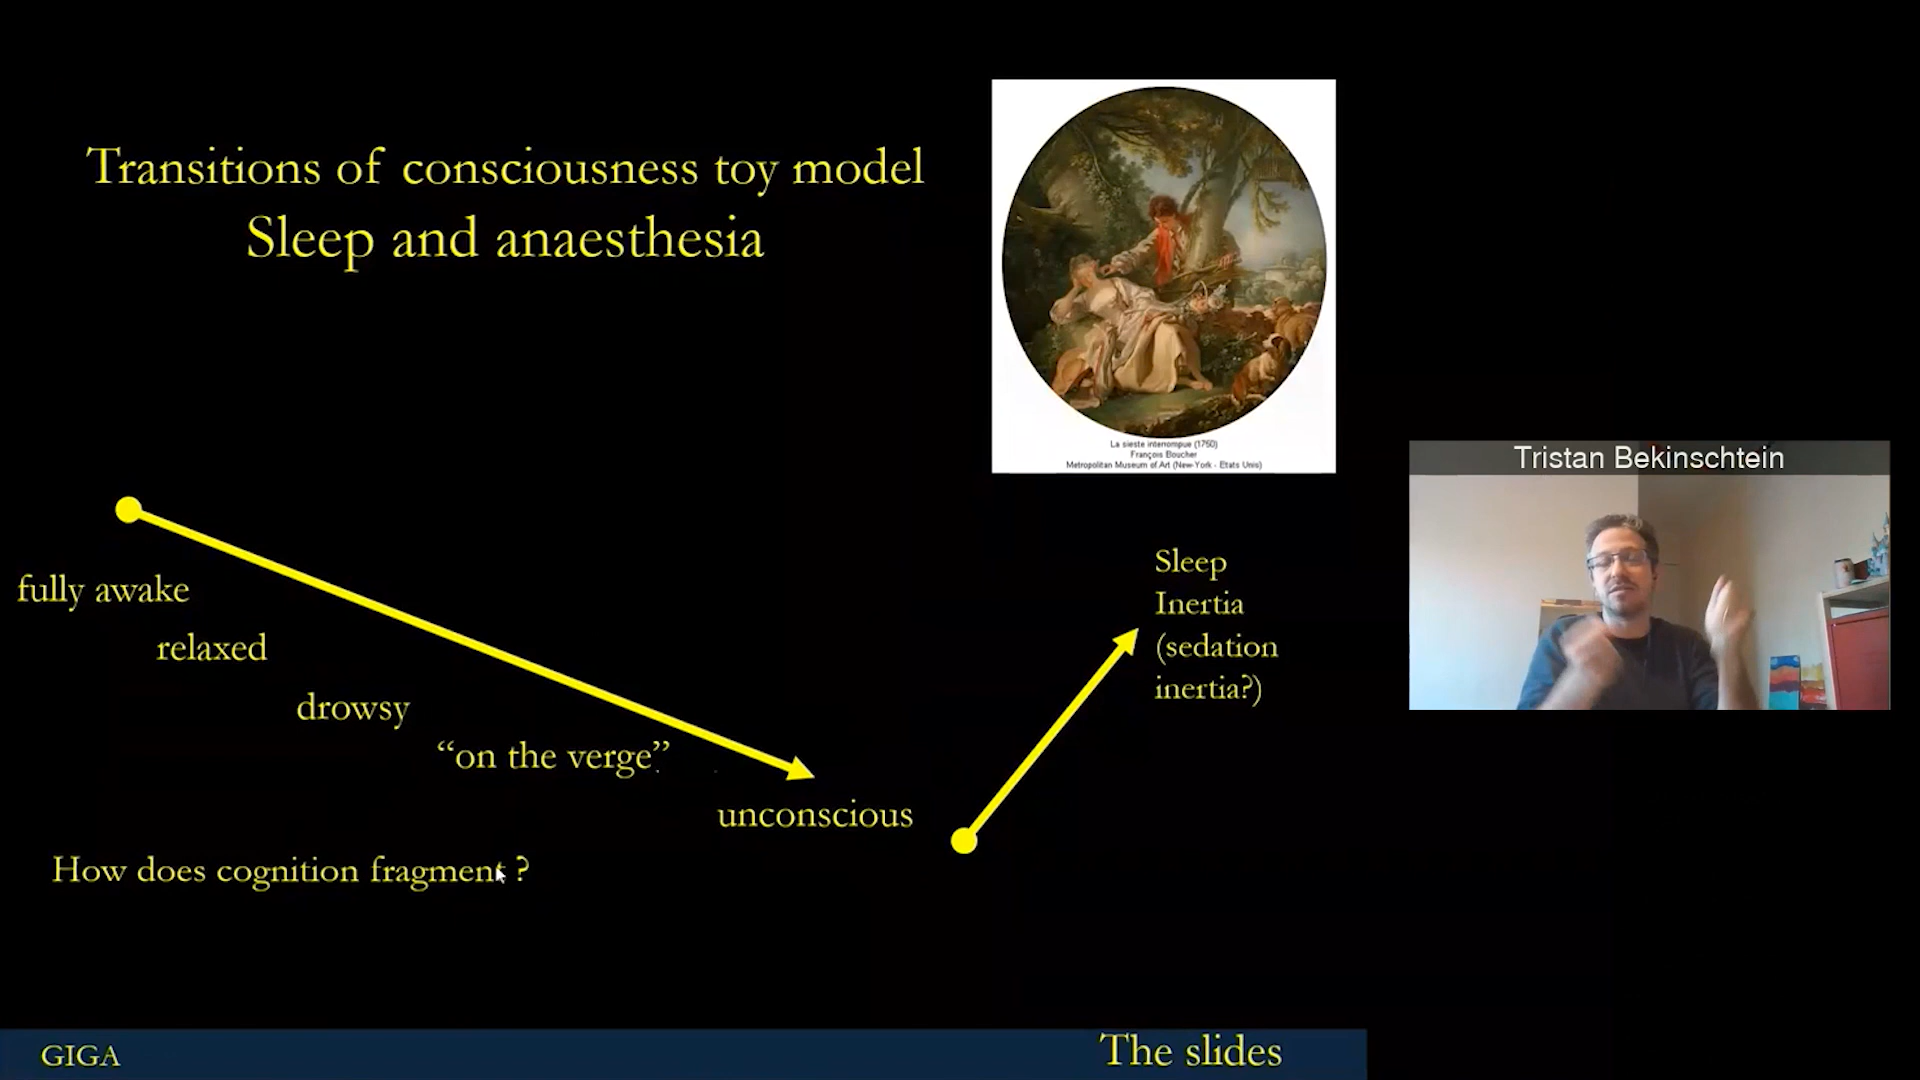 Transitions of consciousness toy model
Sleep and anaesthesia
La sieste interrompue (1750)
François Boucher
Metropolitan Museum of Art (New-York - Etats Unis)
Tristan Bekinschtein
fully awake
relaxed
drowsy
“on the verge”
unconscious
Sleep
Inertia
(sedation
inertia?)
How does cognition fragment ?
GIGA
The slides